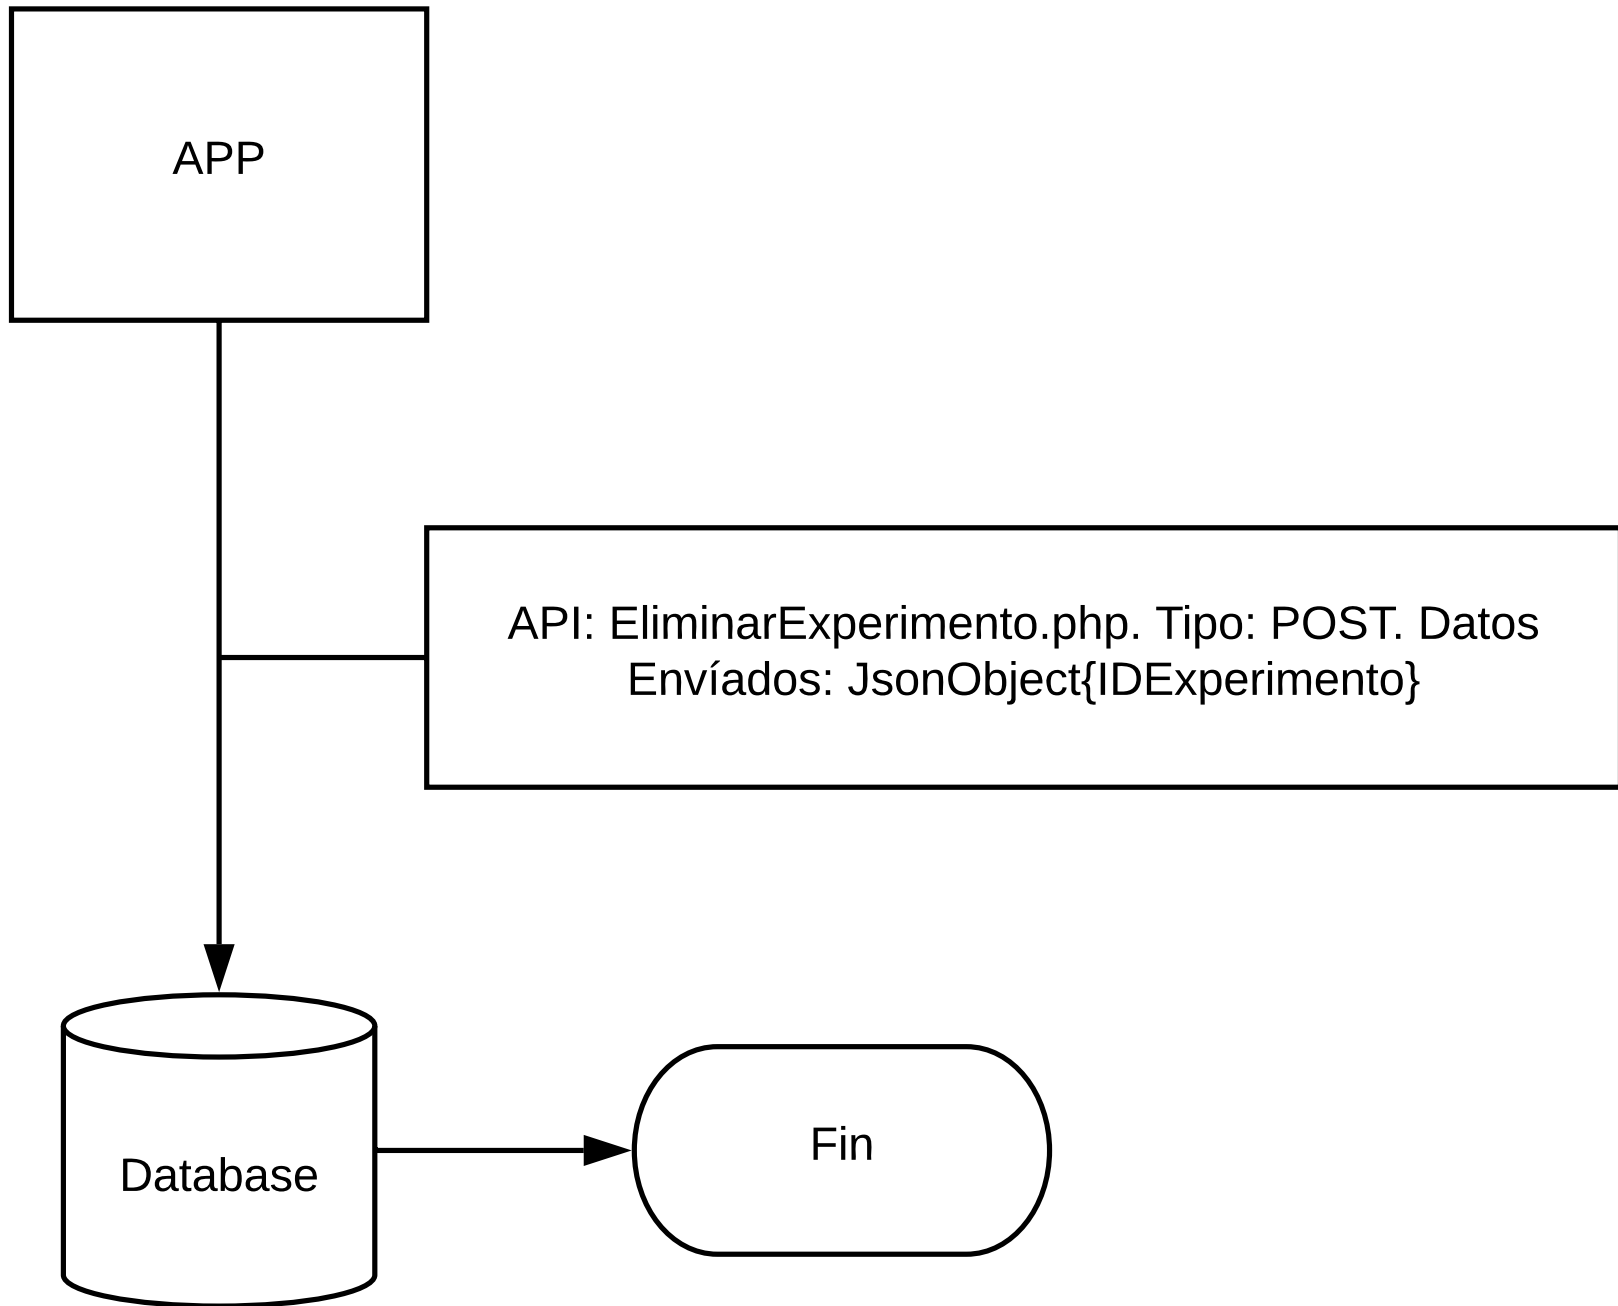 APP
API: EliminarExperimento.php. Tipo: POST. Datos
Envíados: JsonObject{IDExperimento}
Database
Fin